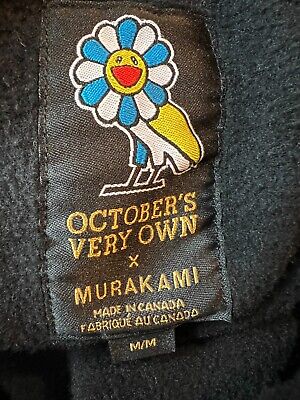 OCTOBER'S
VERY OWN
x
MURAKAMI
MADE IN CANADA
FABRIQUÉ AU CANADA
M/M